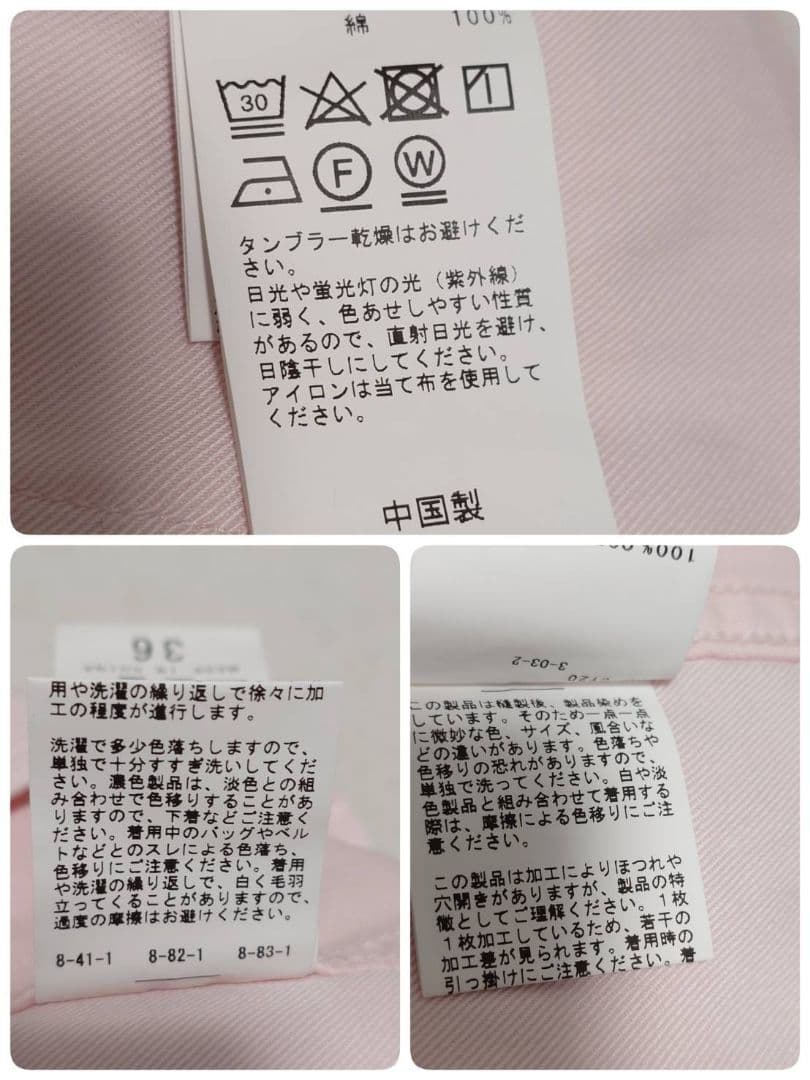 綿 100%
30
F W
タンブラー乾燥はお避けくだ
さい。
日光や蛍光灯の光（紫外線）
に弱く、色あせしやすい性質
があるので、直射日光を避け、
日陰干しにしてください。
アイロンは当て布を使用して
ください。
中国製
36
用や洗濯の繰り返しで徐々に加
工の程度が進行します。
洗濯で多少色落ちしますので、
単独で十分すすぎ洗いしてくだ
さい。濃色製品は、淡色との組
み合わせで色移りすることがあ
りますので、下着などご注意く
ださい。着用中のバッグやベル
トなどとのスレによる色落ち、
色移りにご注意ください。着用
や洗濯の繰り返しで、白く毛羽
立ってくることがありますので、
過度の摩擦はお避けください。
8-41-1 8-82-1 8-83-1
100%
3-03-2
この製品は縫製後、製品染めを
しています。そのため一点一点
に微妙な色、サイズ、風合いな
どの違いがあります。色落ちや
色移りの恐れがありますので、
単独で洗ってください。白や淡
色製品と組み合わせて着用する
際は、摩擦による色移りにご注
意ください。
この製品は加工によりほつれや
穴開きがありますが、製品の特
徴としてご理解ください。1枚
1枚加工しているため、若干の
加工差が見られます。着用時の
引っ掛けにご注意ください。着